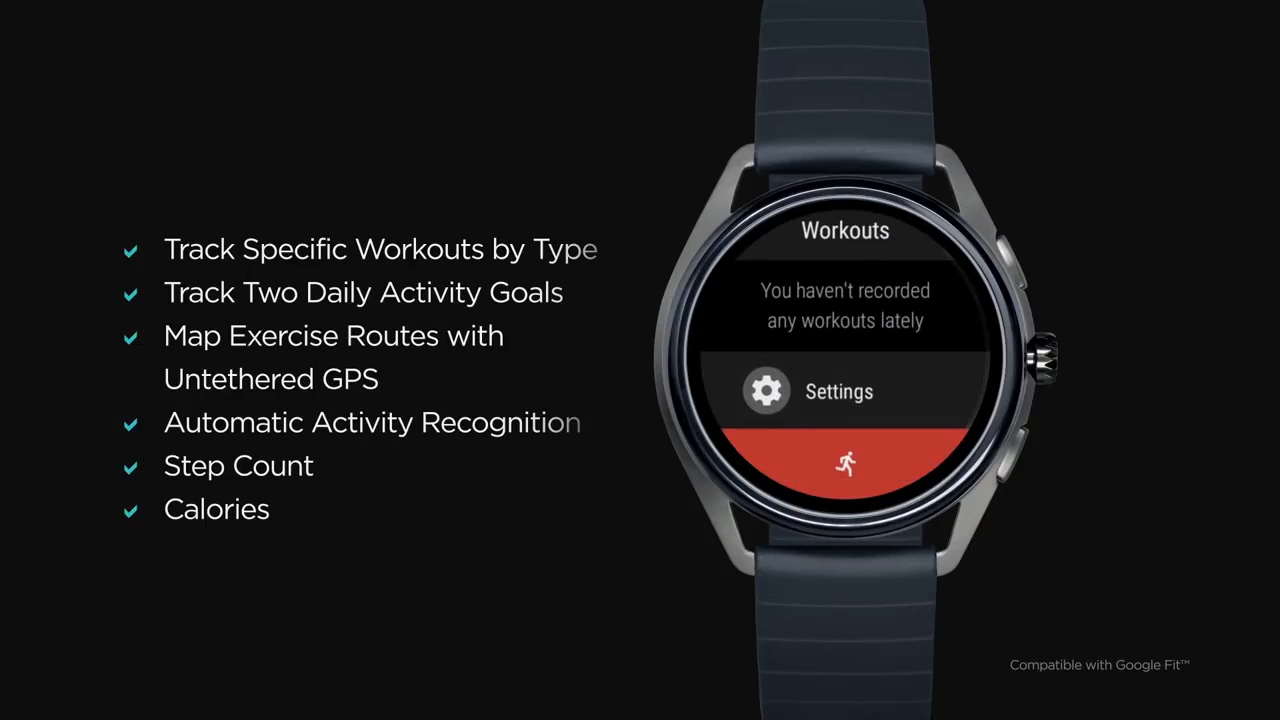 Track Specific Workouts by Type
Track Two Daily Activity Goals
Map Exercise Routes with
Untethered GPS
Automatic Activity Recognition
Step Count
Calories
Workouts
You haven't recorded
any workouts lately
Settings
Compatible with Google Fit™